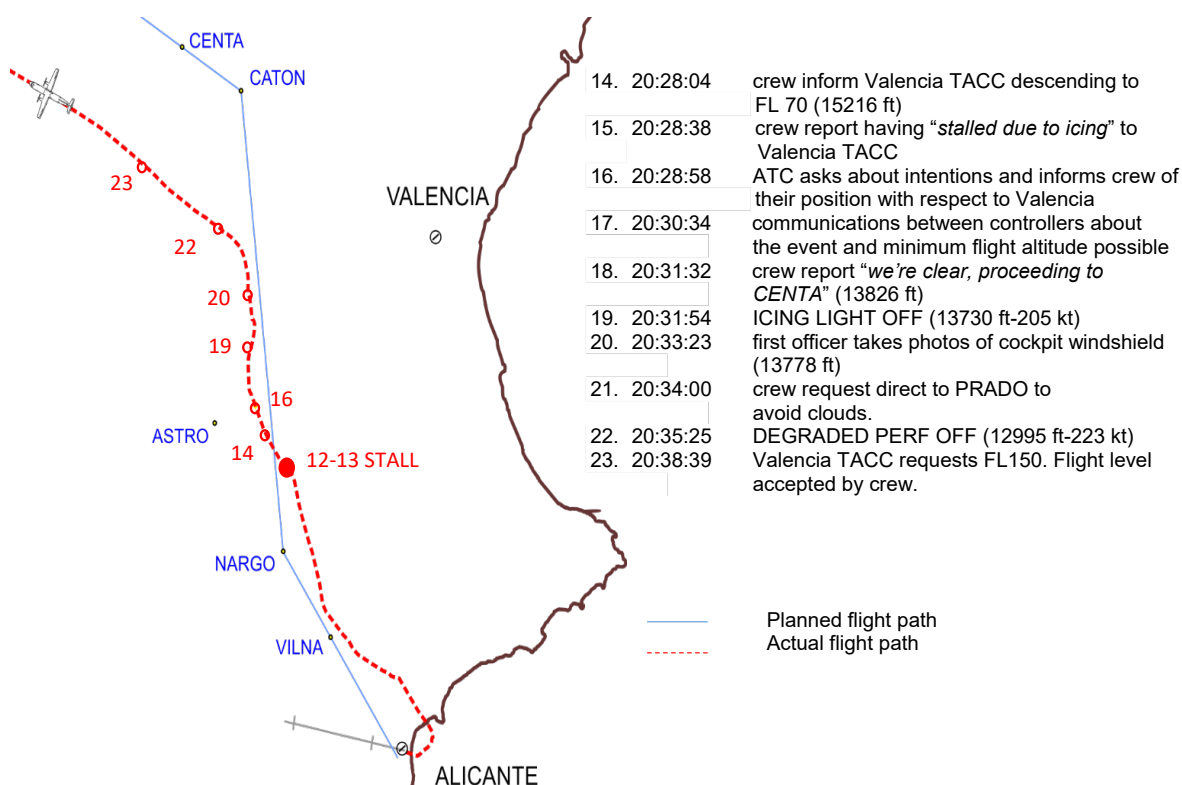 CENTA
CATON
23
VALENCIA
22
20
19
16
ASTRO
14
12-13 STALL
NARGO
VILNA
ALICANTE
14. 20:28:04 crew inform Valencia TACC descending to
FL 70 (15216 ft)
15. 20:28:38 crew report having “stalled due to icing” to
Valencia TACC
16. 20:28:58 ATC asks about intentions and informs crew of
their position with respect to Valencia
17. 20:30:34 communications between controllers about
the event and minimum flight altitude possible
18. 20:31:32 crew report “we’re clear, proceeding to
CENTA” (13826 ft)
19. 20:31:54 ICING LIGHT OFF (13730 ft-205 kt)
20. 20:33:23 first officer takes photos of cockpit windshield
(13778 ft)
21. 20:34:00 crew request direct to PRADO to
avoid clouds.
22. 20:35:25 DEGRADED PERF OFF (12995 ft-223 kt)
23. 20:38:39 Valencia TACC requests FL150. Flight level
accepted by crew.
Planned flight path
Actual flight path